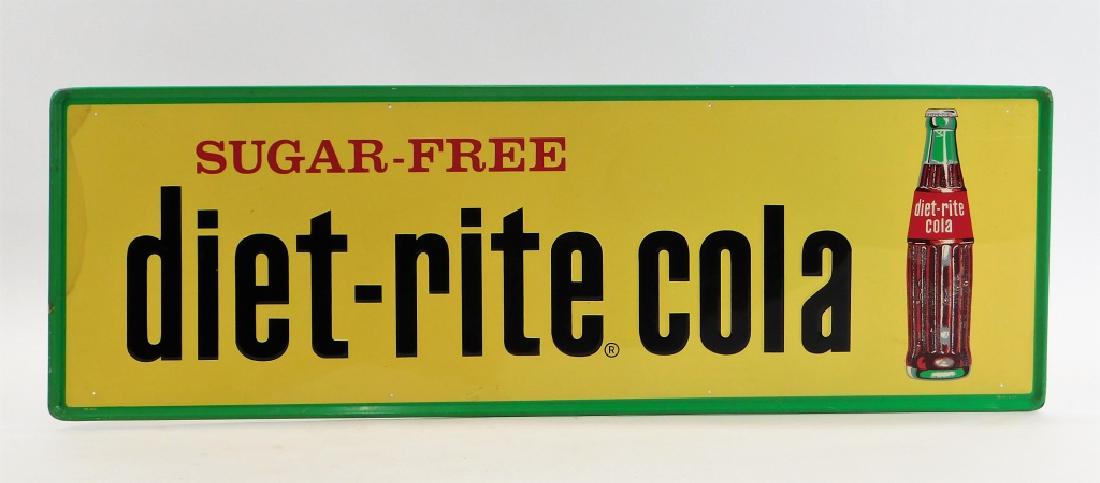 SUGAR-FREE
diet-rite® cola
diet-rite
cola